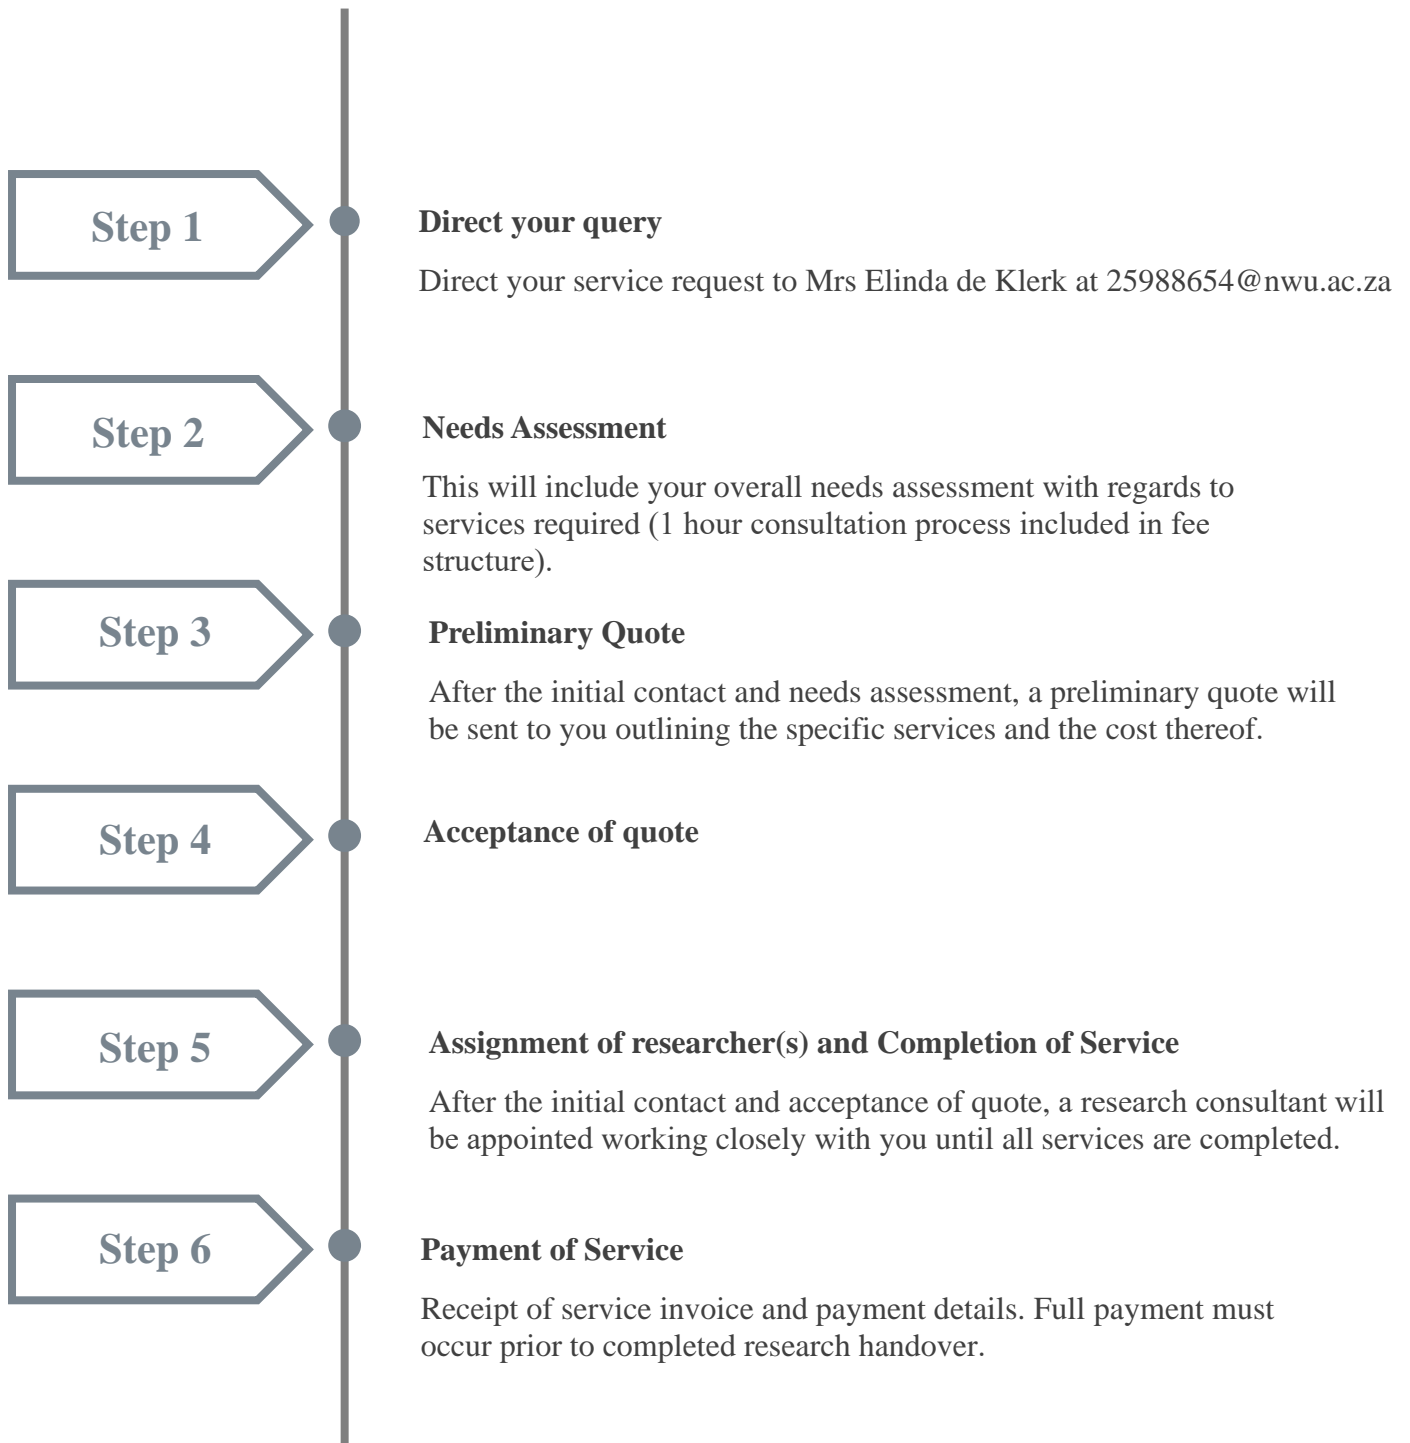 Step 1
Direct your query
Direct your service request to Mrs Elinda de Klerk at 25988654@nwu.ac.za
Step 2
Needs Assessment
This will include your overall needs assessment with regards to
services required (1 hour consultation process included in fee
structure).
Step 3
Preliminary Quote
After the initial contact and needs assessment, a preliminary quote will
be sent to you outlining the specific services and the cost thereof.
Step 4
Acceptance of quote
Step 5
Assignment of researcher(s) and Completion of Service
After the initial contact and acceptance of quote, a research consultant will
be appointed working closely with you until all services are completed.
Step 6
Payment of Service
Receipt of service invoice and payment details. Full payment must
occur prior to completed research handover.